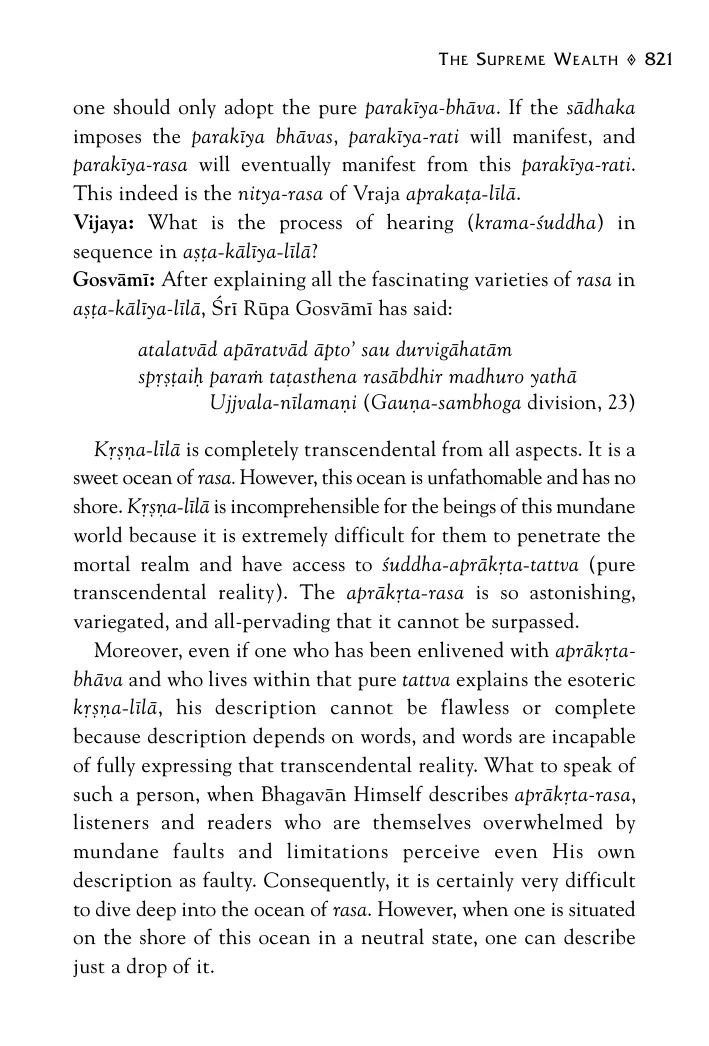 THE SUPREME WEALTH ◊ 821
one should only adopt the pure parakīya-bhāva. If the sādhaka
imposes the parakīya bhāvas, parakīya-rati will manifest, and
parakīya-rasa will eventually manifest from this parakīya-rati.
This indeed is the nitya-rasa of Vraja aprakaṭa-līlā.
Vijaya: What is the process of hearing (krama-śuddha) in
sequence in aṣṭa-kālīya-līlā?
Gosvāmī: After explaining all the fascinating varieties of rasa in
aṣṭa-kālīya-līlā, Śrī Rūpa Gosvāmī has said:
atalatvād apāratvād āpto’ sau durvigāhatām
spṛṣṭaiḥ paraṁ taṭasthena rasābdhir madhuro yathā
Ujjvala-nīlamaṇi (Gauṇa-sambhoga division, 23)
Kṛṣṇa-līlā is completely transcendental from all aspects. It is a
sweet ocean of rasa. However, this ocean is unfathomable and has no
shore. Kṛṣṇa-līlā is incomprehensible for the beings of this mundane
world because it is extremely difficult for them to penetrate the
mortal realm and have access to śuddha-aprākṛta-tattva (pure
transcendental reality). The aprākṛta-rasa is so astonishing,
variegated, and all-pervading that it cannot be surpassed.
Moreover, even if one who has been enlivened with aprākṛta-
bhāva and who lives within that pure tattva explains the esoteric
kṛṣṇa-līlā, his description cannot be flawless or complete
because description depends on words, and words are incapable
of fully expressing that transcendental reality. What to speak of
such a person, when Bhagavān Himself describes aprākṛta-rasa,
listeners and readers who are themselves overwhelmed by
mundane faults and limitations perceive even His own
description as faulty. Consequently, it is certainly very difficult
to dive deep into the ocean of rasa. However, when one is situated
on the shore of this ocean in a neutral state, one can describe
just a drop of it.